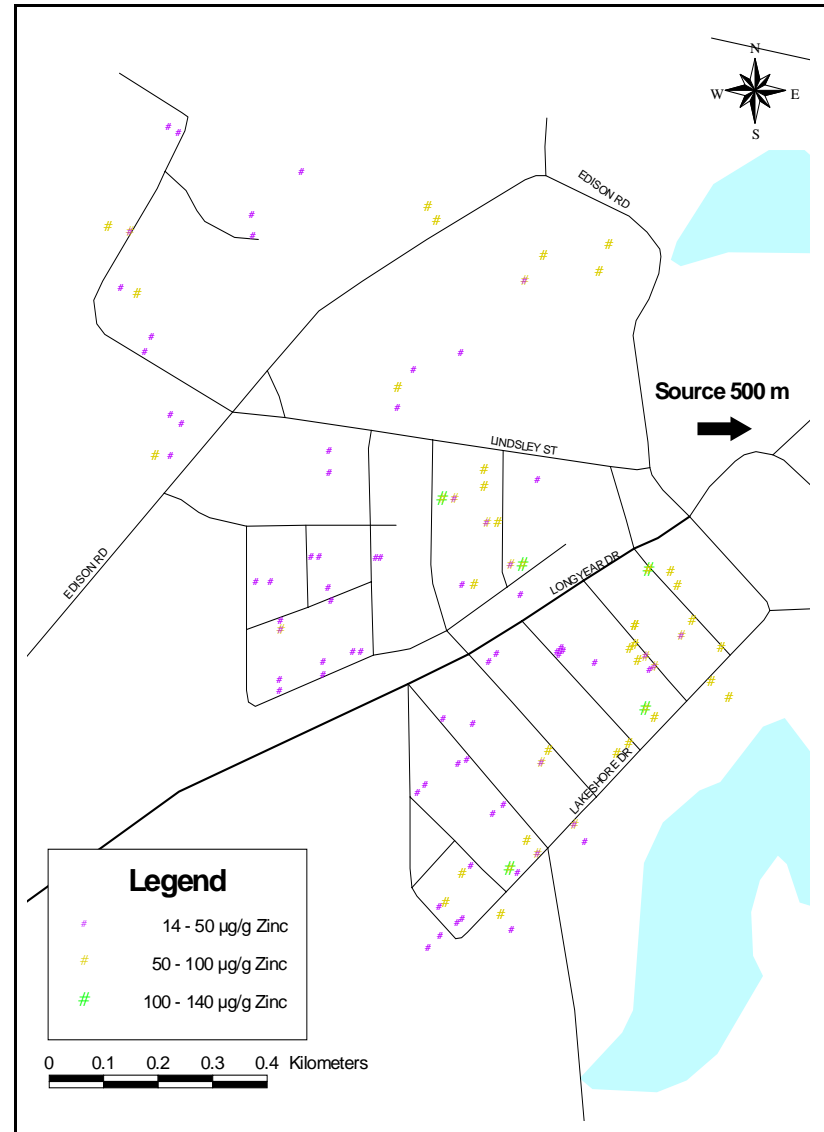 N
W E
S
EDISON RD
Source 500 m
LINDSLEY ST
LONGYEAR DR
EDISON RD
LAKESHORE DR
Legend
# 14 - 50 µg/g Zinc
# 50 - 100 µg/g Zinc
# 100 - 140 µg/g Zinc
0 0.1 0.2 0.3 0.4 Kilometers